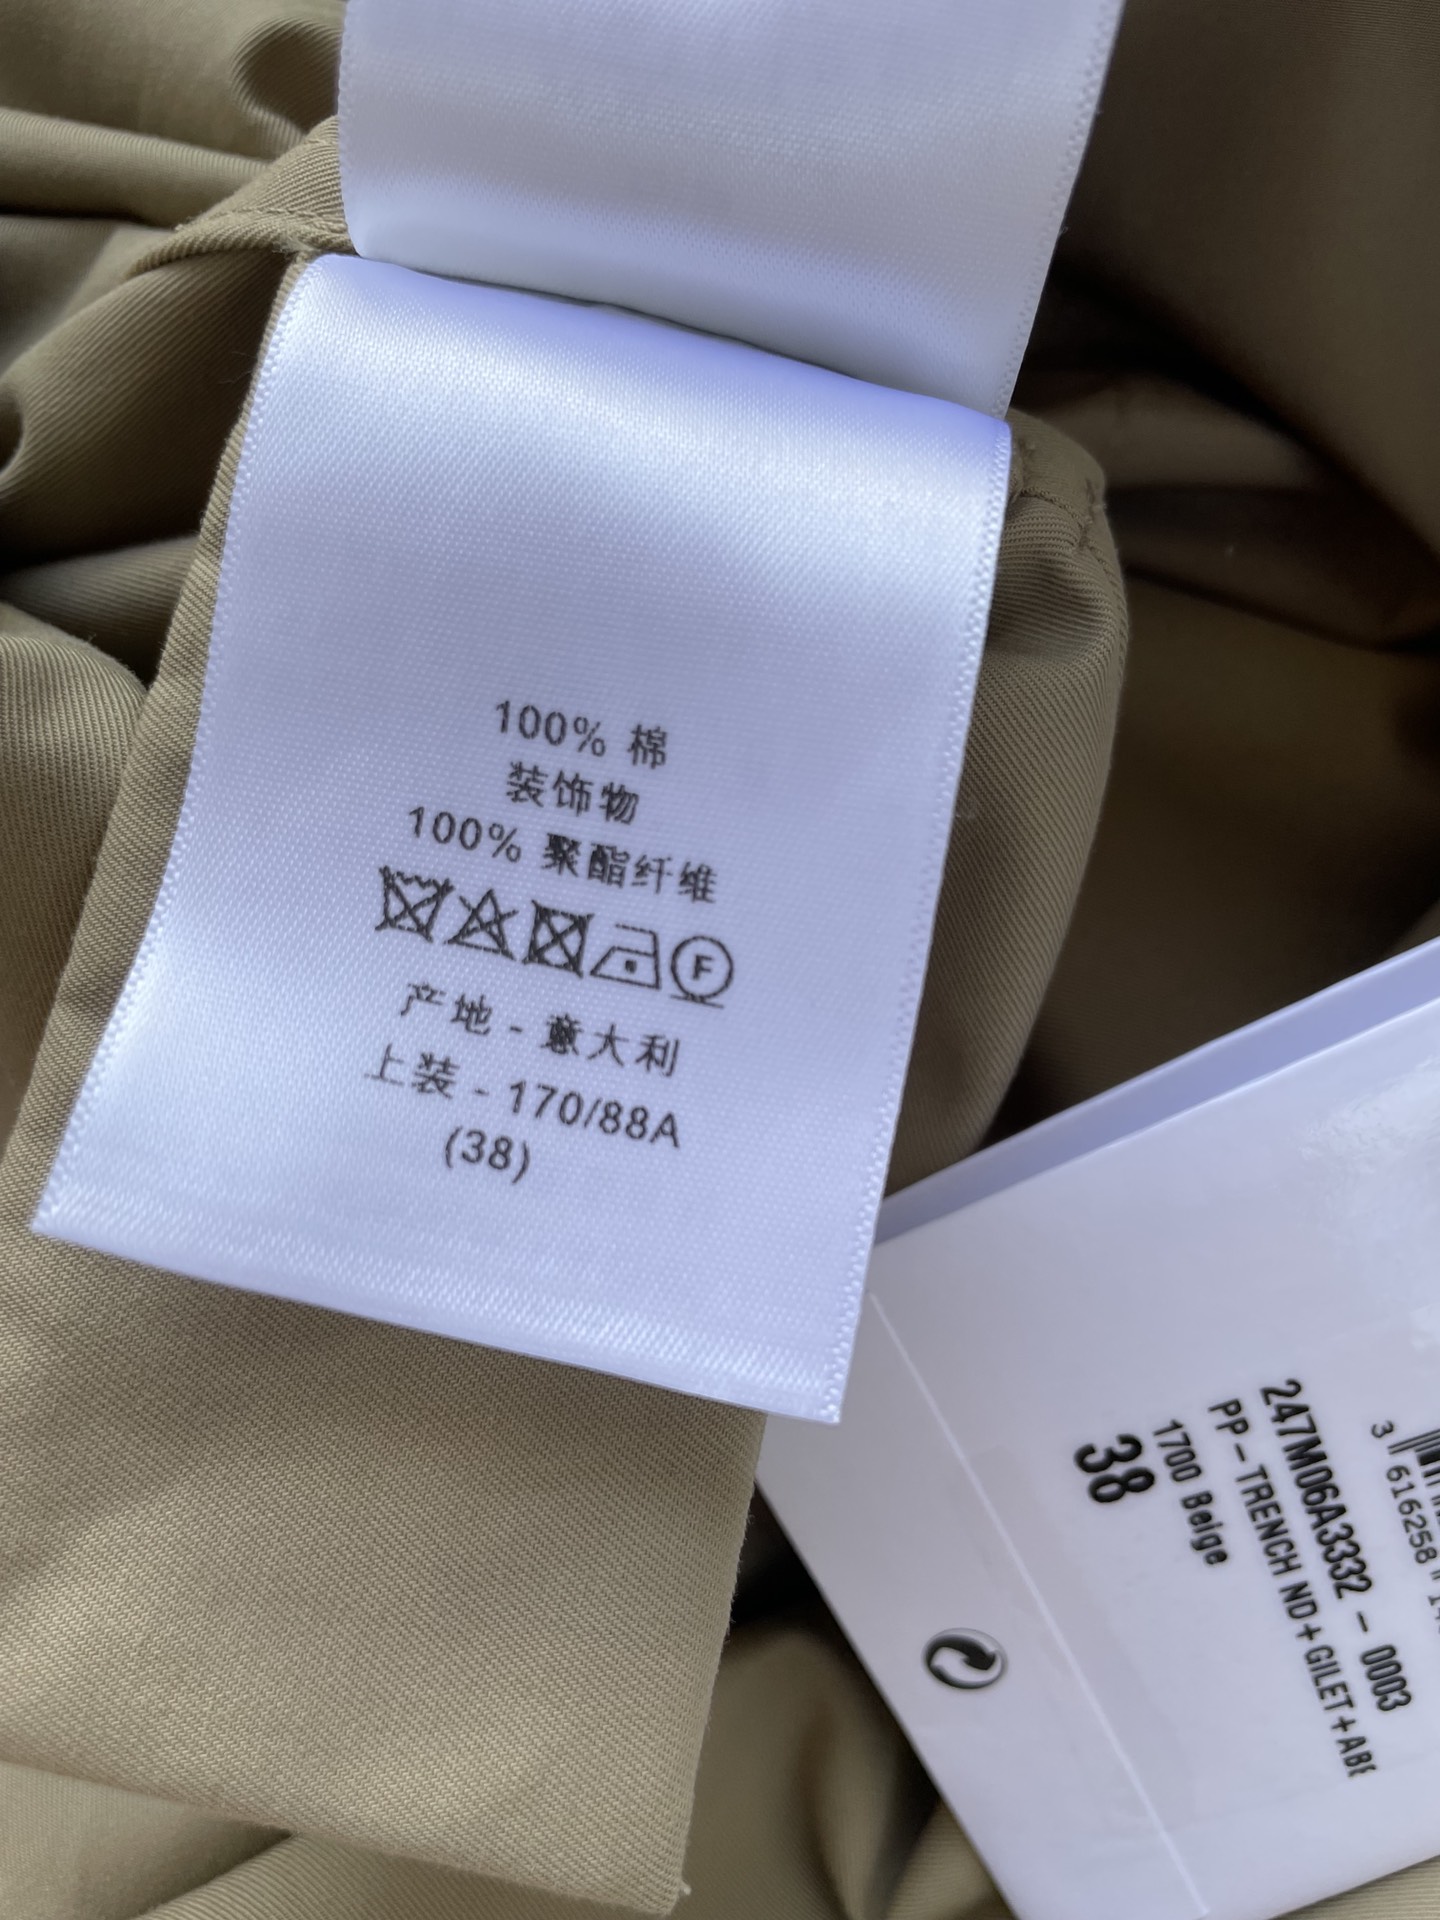 100% 棉
装饰物
100% 聚酯纤维
F
产地 - 意大利
上装 - 170/88A
(38)
3 616258
247M06A3332 - 0003
PP-TRENCH ND+GILET+ABE
1700 Beige
38